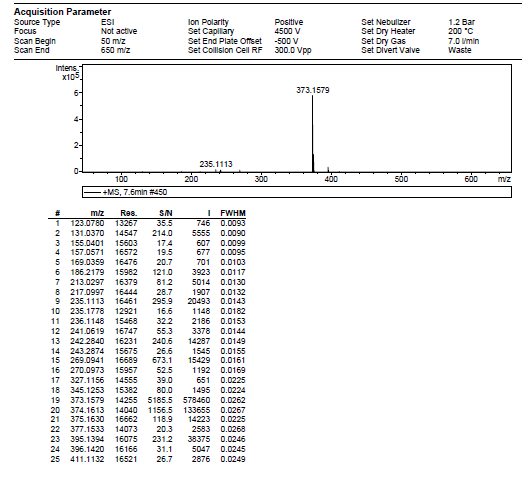 Acquisition Parameter
Source Type ESI Ion Polarity Positive Set Nebulizer 1.2 Bar
Focus Not active Set Capillary 4500 V Set Dry Heater 200 °C
Scan Begin 50 m/z Set End Plate Offset -500 V Set Dry Gas 7.0 l/min
Scan End 650 m/z Set Collision Cell RF 300.0 Vpp Set Divert Valve Waste
Intens.
x10⁵
373.1579
6
4
2
235.1113
0
100 200 300 400 500 600 m/z
+MS, 7.6min #450
# m/z Res. S/N I FWHM
1 123.0780 13267 35.5 746 0.0093
2 131.0370 14547 214.0 5555 0.0090
3 155.0401 15603 17.4 607 0.0099
4 157.0571 16572 19.5 677 0.0095
5 169.0359 16476 20.7 701 0.0103
6 186.2179 15982 121.0 3923 0.0117
7 213.0297 16379 81.2 5014 0.0130
8 217.0997 16444 28.7 1907 0.0132
9 235.1113 16461 295.9 20493 0.0143
10 235.1778 12921 16.6 1148 0.0182
11 236.1148 15468 32.2 2186 0.0153
12 241.0619 16747 55.3 3378 0.0144
13 242.2840 16231 240.6 14287 0.0149
14 243.2874 15675 26.6 1545 0.0155
15 269.0941 16689 673.1 15429 0.0161
16 270.0973 15957 52.5 1192 0.0169
17 327.1156 14555 39.0 651 0.0225
18 345.1253 15382 80.0 1495 0.0224
19 373.1579 14255 5185.5 578460 0.0262
20 374.1613 14040 1156.5 133655 0.0267
21 375.1630 16662 118.9 14223 0.0225
22 377.1533 14073 20.3 2583 0.0268
23 395.1394 16075 231.2 38375 0.0246
24 396.1420 16166 31.1 5047 0.0245
25 411.1132 16521 26.7 2876 0.0249